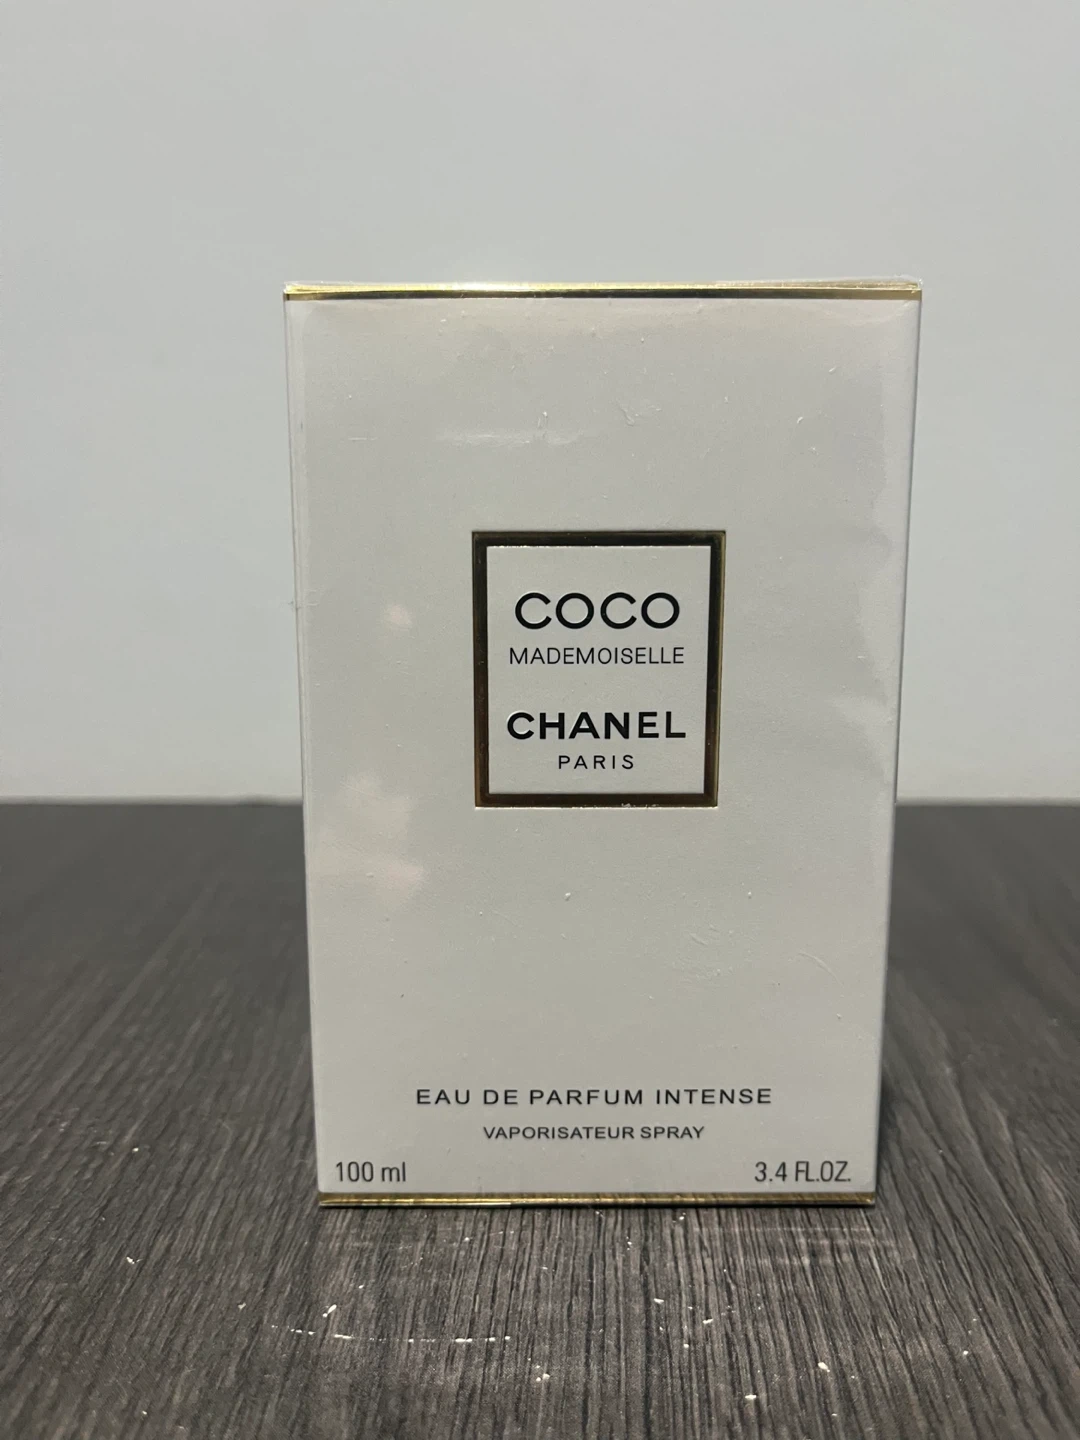 COCO
MADEMOISELLE
CHANEL
PARIS
EAU DE PARFUM INTENSE
VAPORISATEUR SPRAY
100 ml 3.4 FL.OZ.